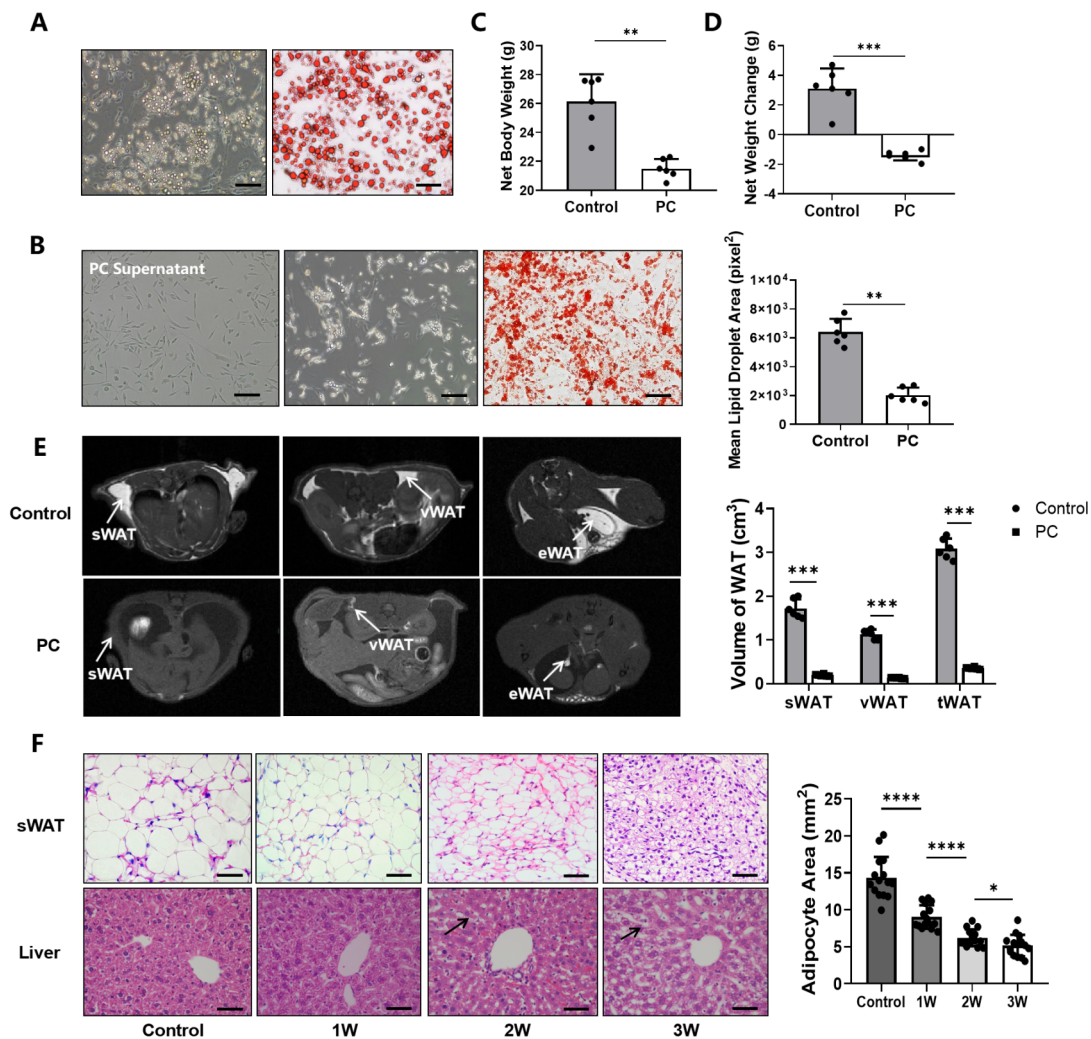 A
C
Net Body Weight (g)
30
28
26
24
22
20
**
Control
PC
D
Net Weight Change (g)
6
4
2
0
-2
-4
***
Control
PC
B
PC Supernatant
Mean Lipid Droplet Area (pixel²)
1×10⁴
8×10³
6×10³
4×10³
2×10³
0
**
Control
PC
E
Control
sWAT
vWAT
eWAT
PC
sWAT
vWAT
eWAT
Volume of WAT (cm³)
4
3
2
1
0
***
***
***
sWAT
vWAT
tWAT
Control
PC
F
sWAT
Liver
Control
1W
2W
3W
Adipocyte Area (mm²)
25
20
15
10
5
0
****
****
*
Control
1W
2W
3W